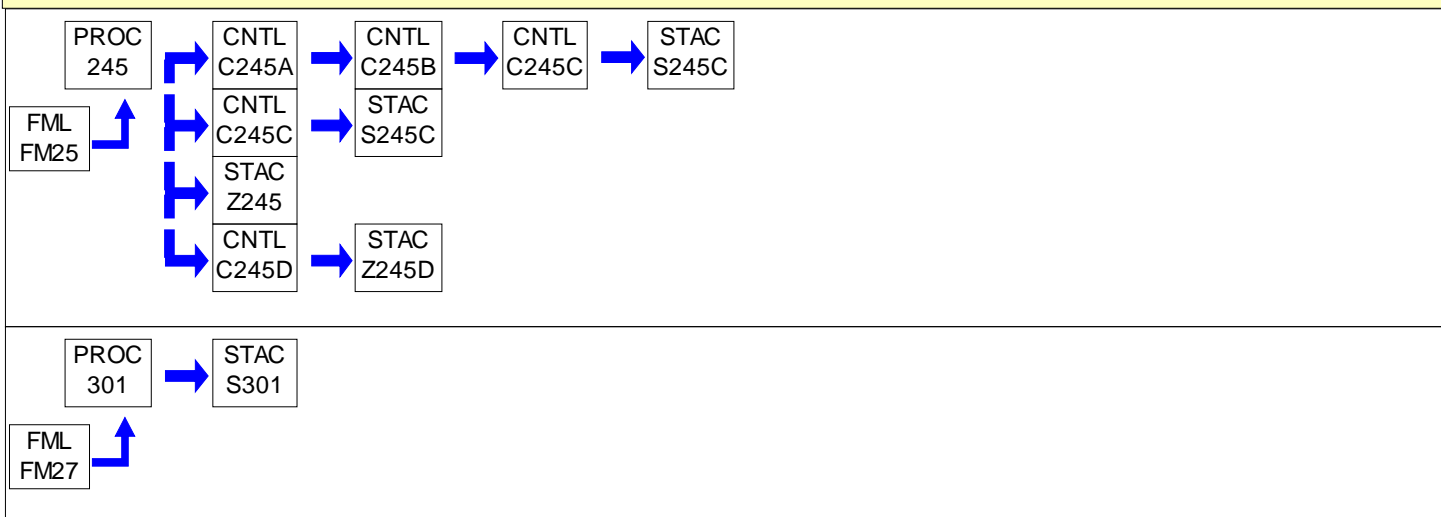 PROC
245
CNTL
C245A
CNTL
C245B
CNTL
C245C
STAC
S245C
FML
FM25
CNTL
C245C
STAC
S245C
STAC
Z245
CNTL
C245D
STAC
Z245D
PROC
301
STAC
S301
FML
FM27